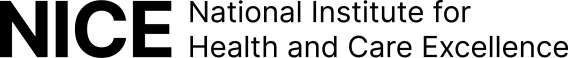 NICE National Institute for
Health and Care Excellence